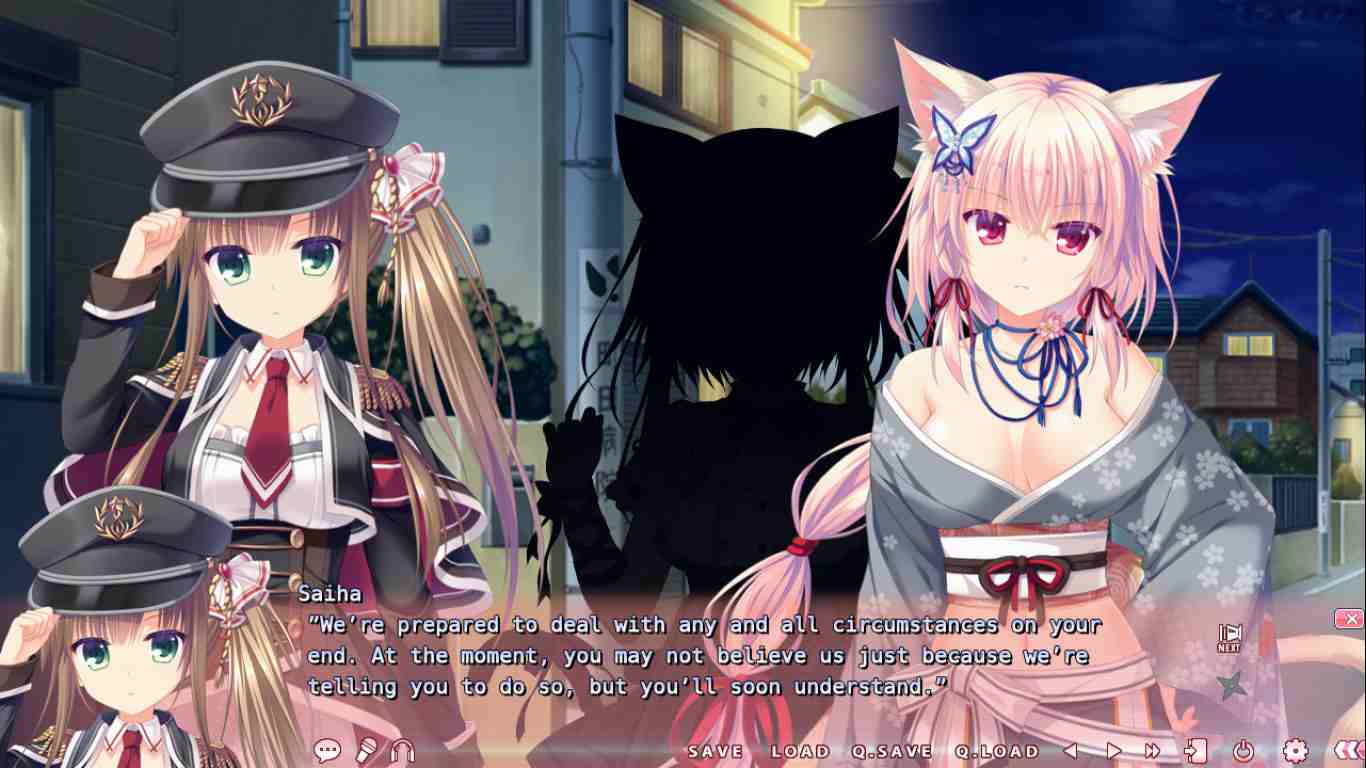 Saiha
"We're prepared to deal with any and all circumstances on your
end. At the moment, you may not believe us just because we're
telling you to do so, but you'll soon understand."
NEXT
SAVE LOAD Q.SAVE Q.LOAD